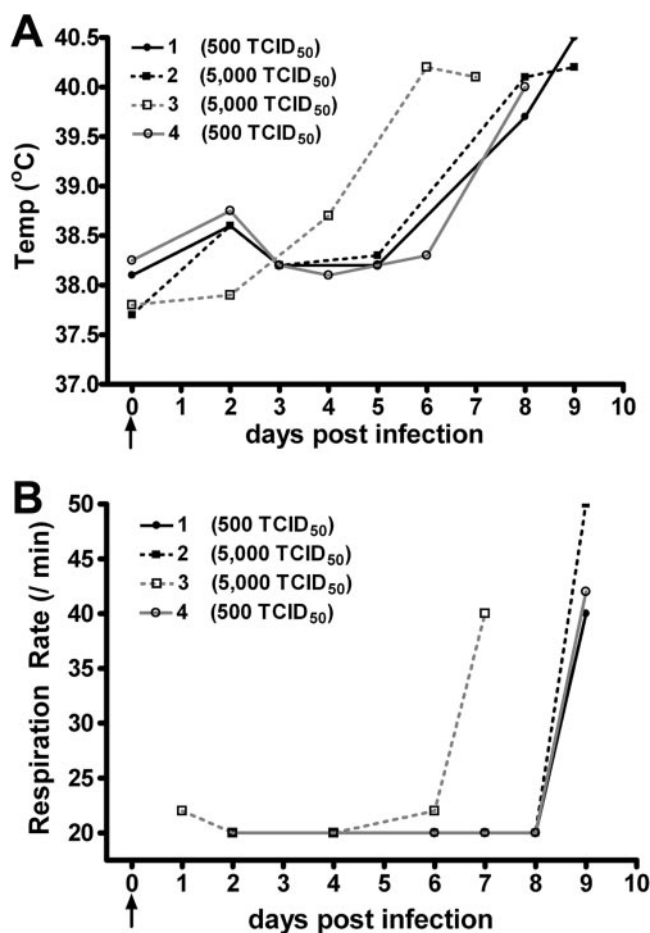 A
Temp (°C)
40.5
40.0
39.5
39.0
38.5
38.0
37.5
37.0
1 (500 TCID50)
2 (5,000 TCID50)
3 (5,000 TCID50)
4 (500 TCID50)
0 1 2 3 4 5 6 7 8 9 10
days post infection
B
Respiration Rate (/ min)
50
45
40
35
30
25
20
1 (500 TCID50)
2 (5,000 TCID50)
3 (5,000 TCID50)
4 (500 TCID50)
0 1 2 3 4 5 6 7 8 9 10
days post infection